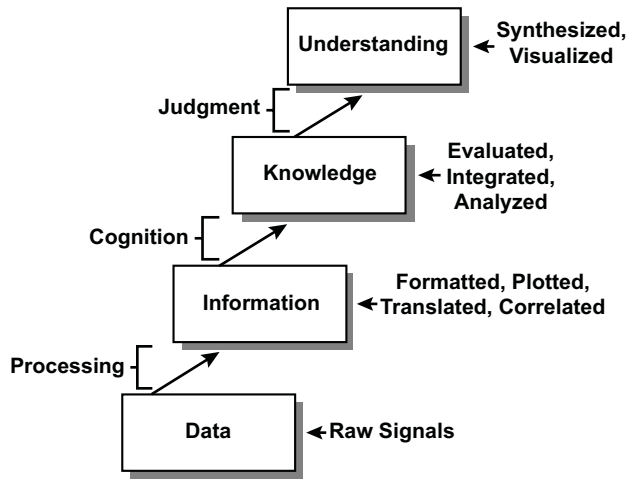 Understanding
Synthesized,
Visualized
Judgment
Knowledge
Evaluated,
Integrated,
Analyzed
Cognition
Information
Formatted, Plotted,
Translated, Correlated
Processing
Data
Raw Signals